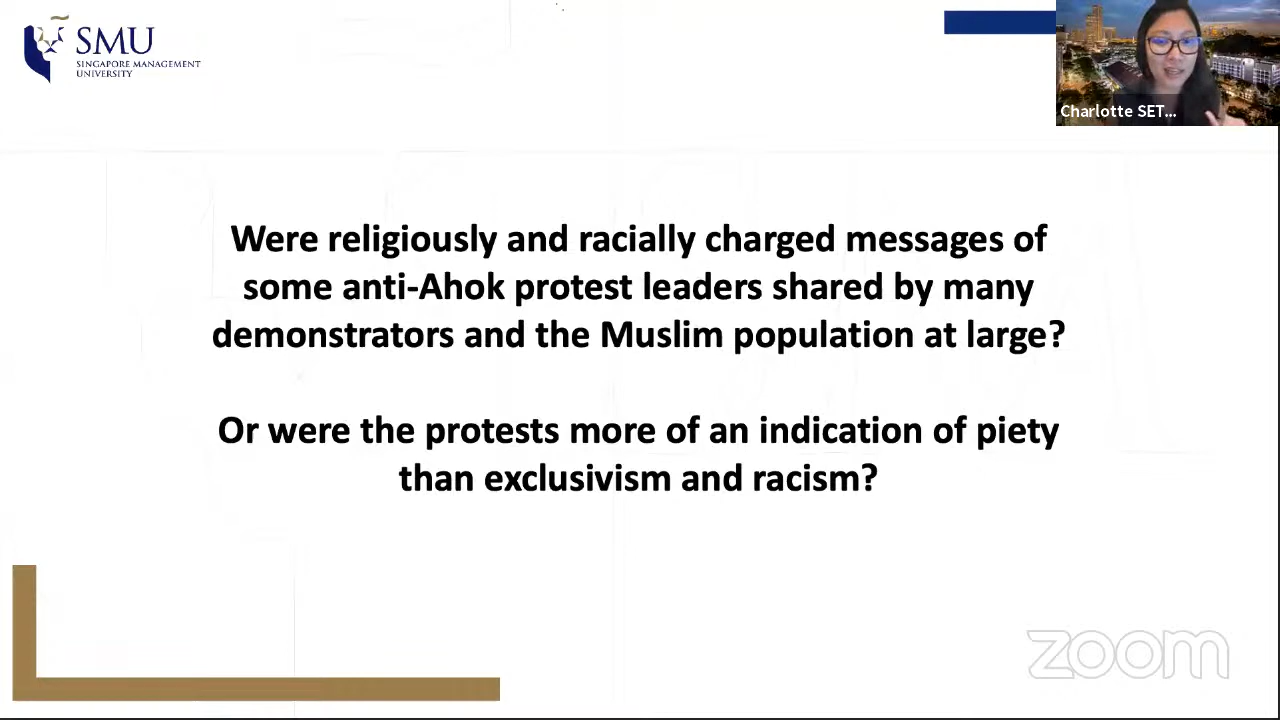 SMU
SINGAPORE MANAGEMENT
UNIVERSITY
Charlotte SET...
Were religiously and racially charged messages of
some anti-Ahok protest leaders shared by many
demonstrators and the Muslim population at large?
Or were the protests more of an indication of piety
than exclusivism and racism?
zoom